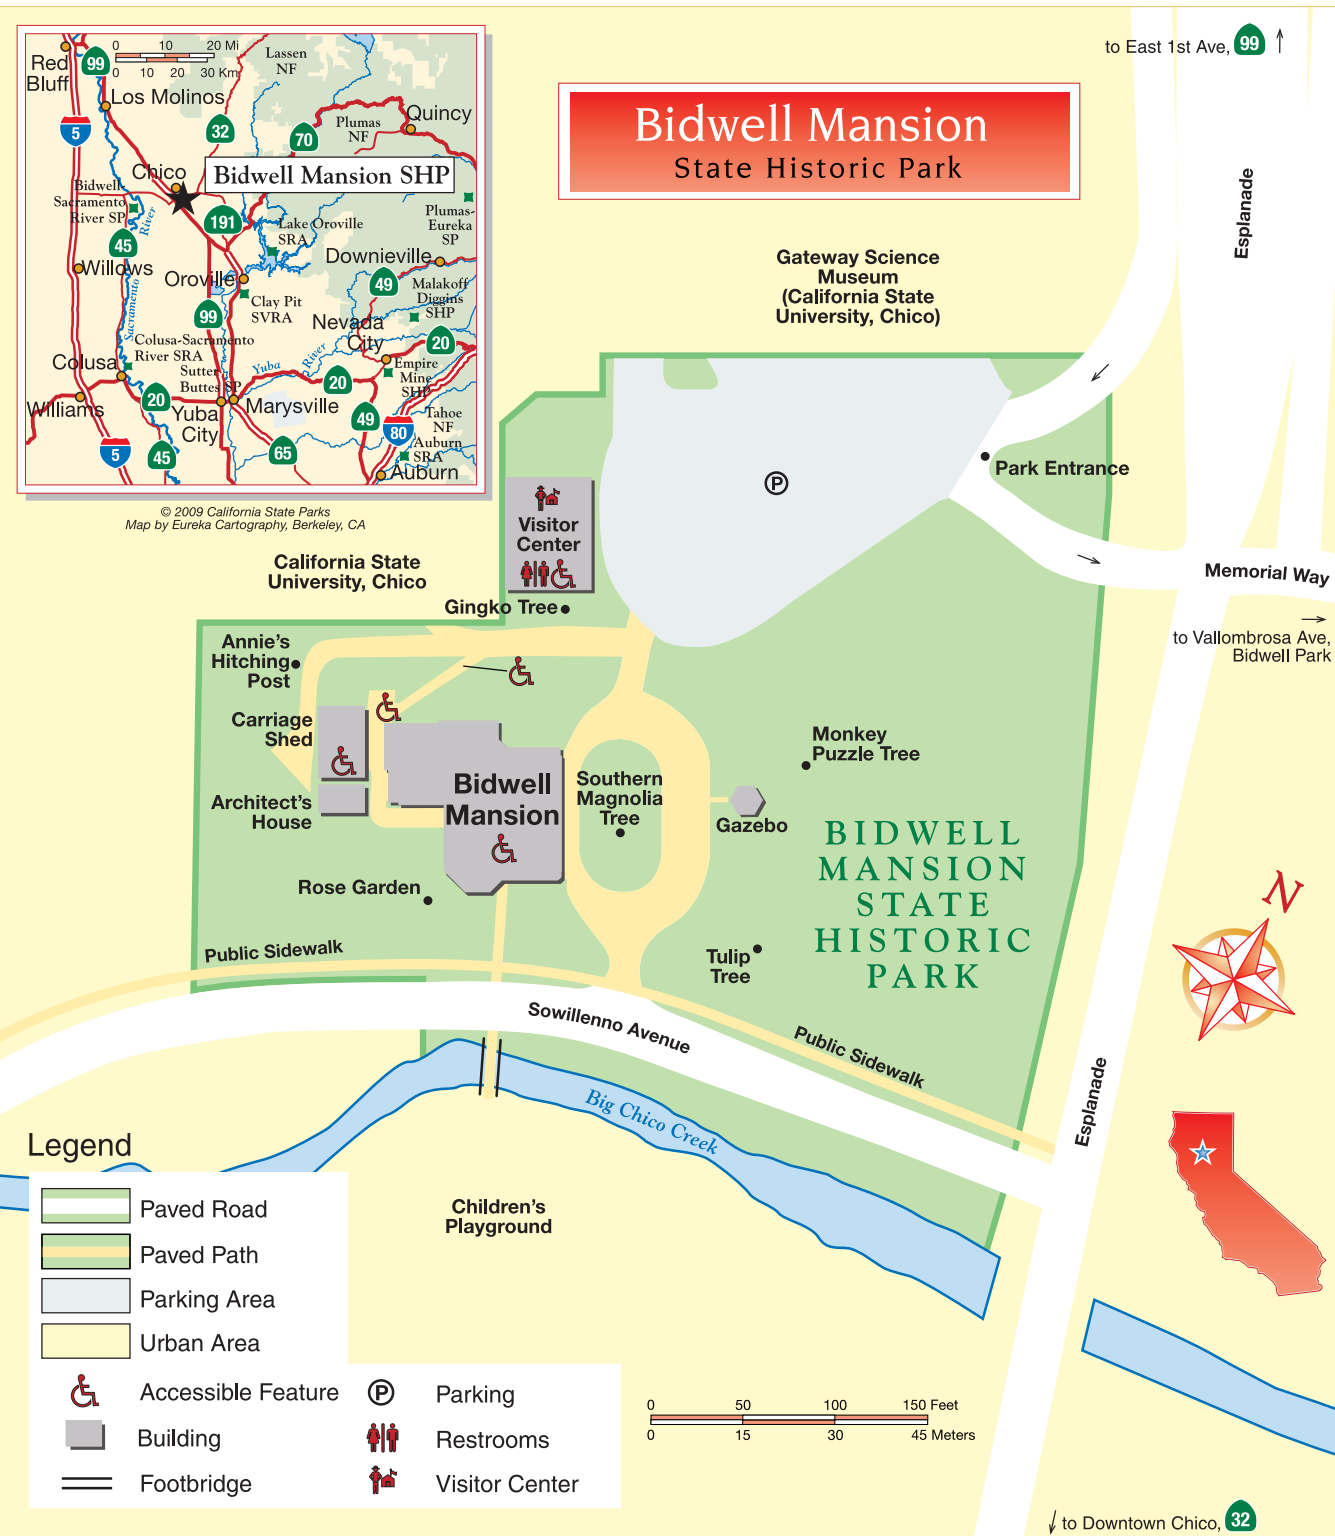 to East 1st Ave, 99
Bidwell Mansion
State Historic Park
0 10 20 Mi
0 10 20 30 Km
Red
Bluff
99
Los Molinos
Lassen
NF
5
32
70
Plumas
NF
Quincy
Chico
Bidwell Mansion SHP
Bidwell-
Sacramento
River SP
River
191
45
Lake Oroville
SRA
Plumas-
Eureka
SP
Willows
Oroville
Downieville
49
Malakoff
Diggins
SHP
Sacramento
Clay Pit
SVRA
99
Nevada
City
20
Colusa-Sacramento
River SRA
Colusa
Sutter
Buttes SP
Yuba
River
Empire
Mine
SHP
20
Williams
20
Yuba
City
Marysville
49
80
Tahoe
NF
Auburn
SRA
5
45
65
Auburn
© 2009 California State Parks
Map by Eureka Cartography, Berkeley, CA
Esplanade
Gateway Science
Museum
(California State
University, Chico)
Park Entrance
P
Visitor
Center
California State
University, Chico
Gingko Tree
Memorial Way
to Vallombrosa Ave,
Bidwell Park
Annie's
Hitching
Post
Carriage
Shed
Architect's
House
Bidwell
Mansion
Southern
Magnolia
Tree
Monkey
Puzzle Tree
Gazebo
BIDWELL
MANSION
STATE
HISTORIC
PARK
Rose Garden
Tulip
Tree
N
Public Sidewalk
Sowillenno Avenue
Public Sidewalk
Esplanade
Big Chico Creek
Children's
Playground
Legend
Paved Road
Paved Path
Parking Area
Urban Area
Accessible Feature
P Parking
Building
Restrooms
Footbridge
Visitor Center
0 50 100 150 Feet
0 15 30 45 Meters
to Downtown Chico, 32